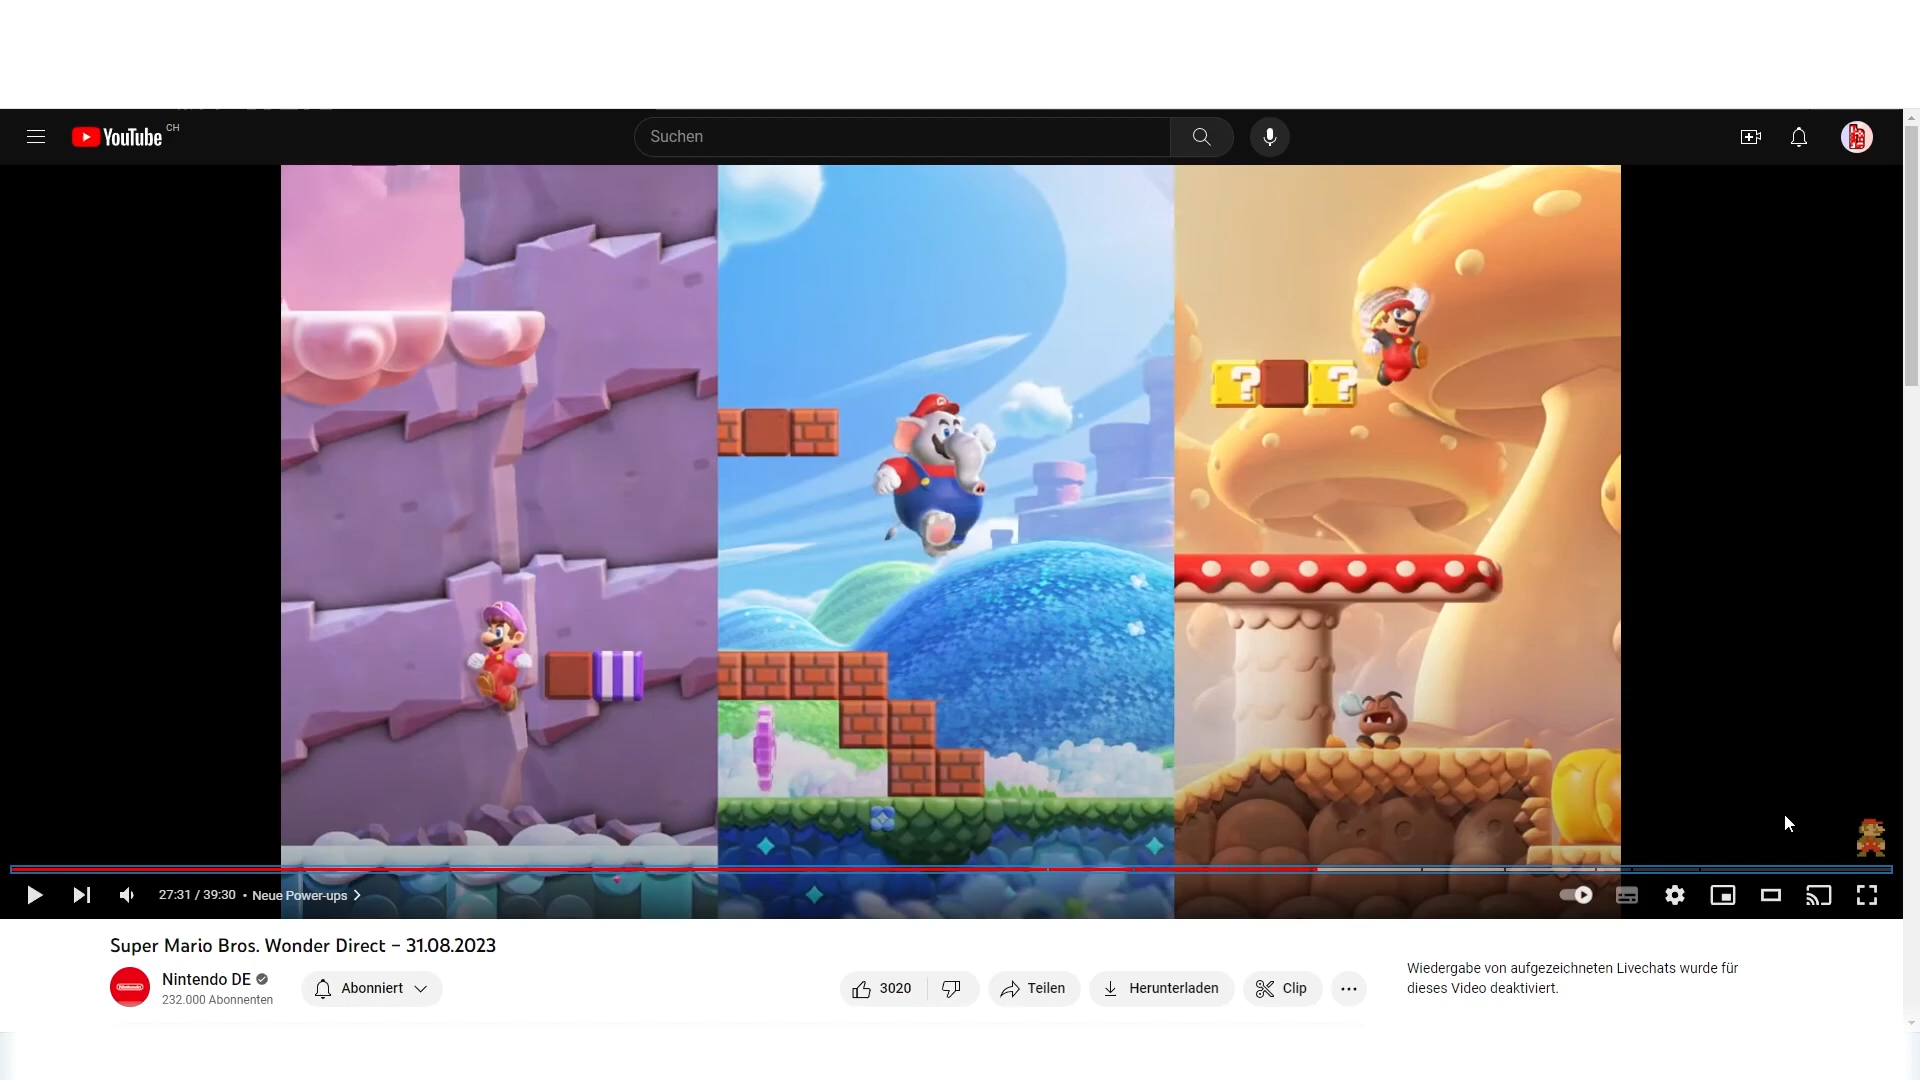 YouTube CH
Suchen
? ?
27:31 / 39:30 • Neue Power-ups
Super Mario Bros. Wonder Direct – 31.08.2023
Nintendo DE
232.000 Abonnenten
Abonniert
3020
Teilen
Herunterladen
Clip
Wiedergabe von aufgezeichneten Livechats wurde für
dieses Video deaktiviert.